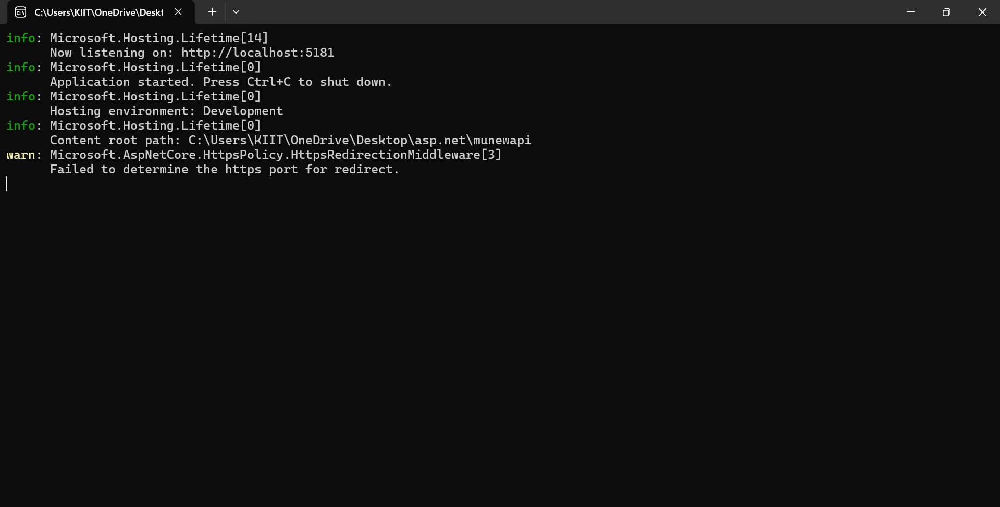 C:\Users\KIIT\OneDrive\Deskt
info: Microsoft.Hosting.Lifetime[14]
Now listening on: http://localhost:5181
info: Microsoft.Hosting.Lifetime[0]
Application started. Press Ctrl+C to shut down.
info: Microsoft.Hosting.Lifetime[0]
Hosting environment: Development
info: Microsoft.Hosting.Lifetime[0]
Content root path: C:\Users\KIIT\OneDrive\Desktop\asp.net\munewapi
warn: Microsoft.AspNetCore.HttpsPolicy.HttpsRedirectionMiddleware[3]
Failed to determine the https port for redirect.